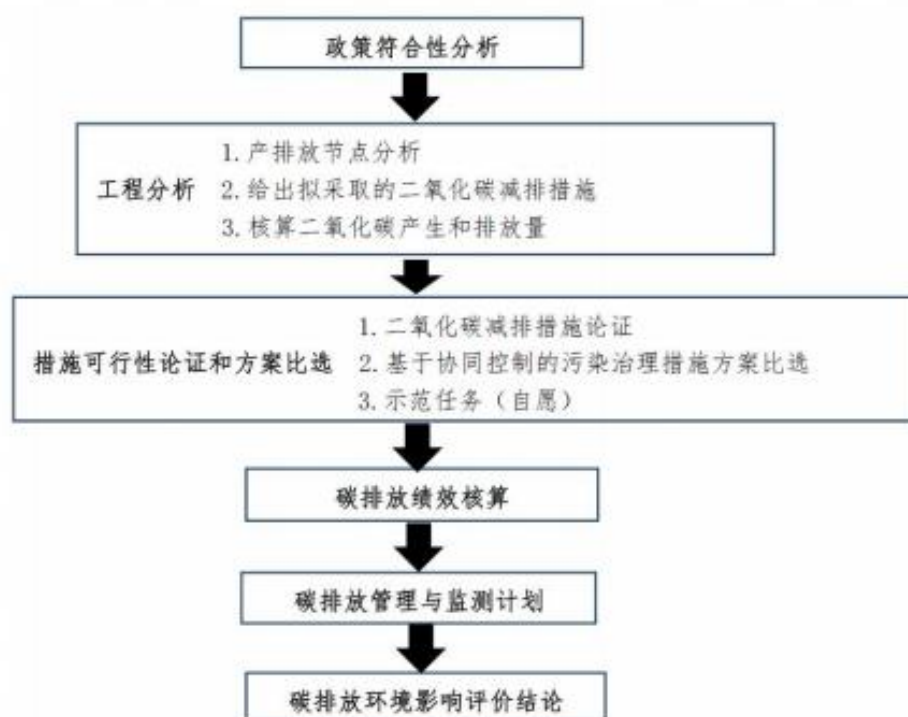 政策符合性分析
1. 产排放节点分析
工程分析 2. 给出拟采取的二氧化碳减排措施
3. 核算二氧化碳产生和排放量
1. 二氧化碳减排措施论证
措施可行性论证和方案比选 2. 基于协同控制的污染治理措施方案比选
3. 示范任务（自愿）
碳排放绩效核算
碳排放管理与监测计划
碳排放环境影响评价结论